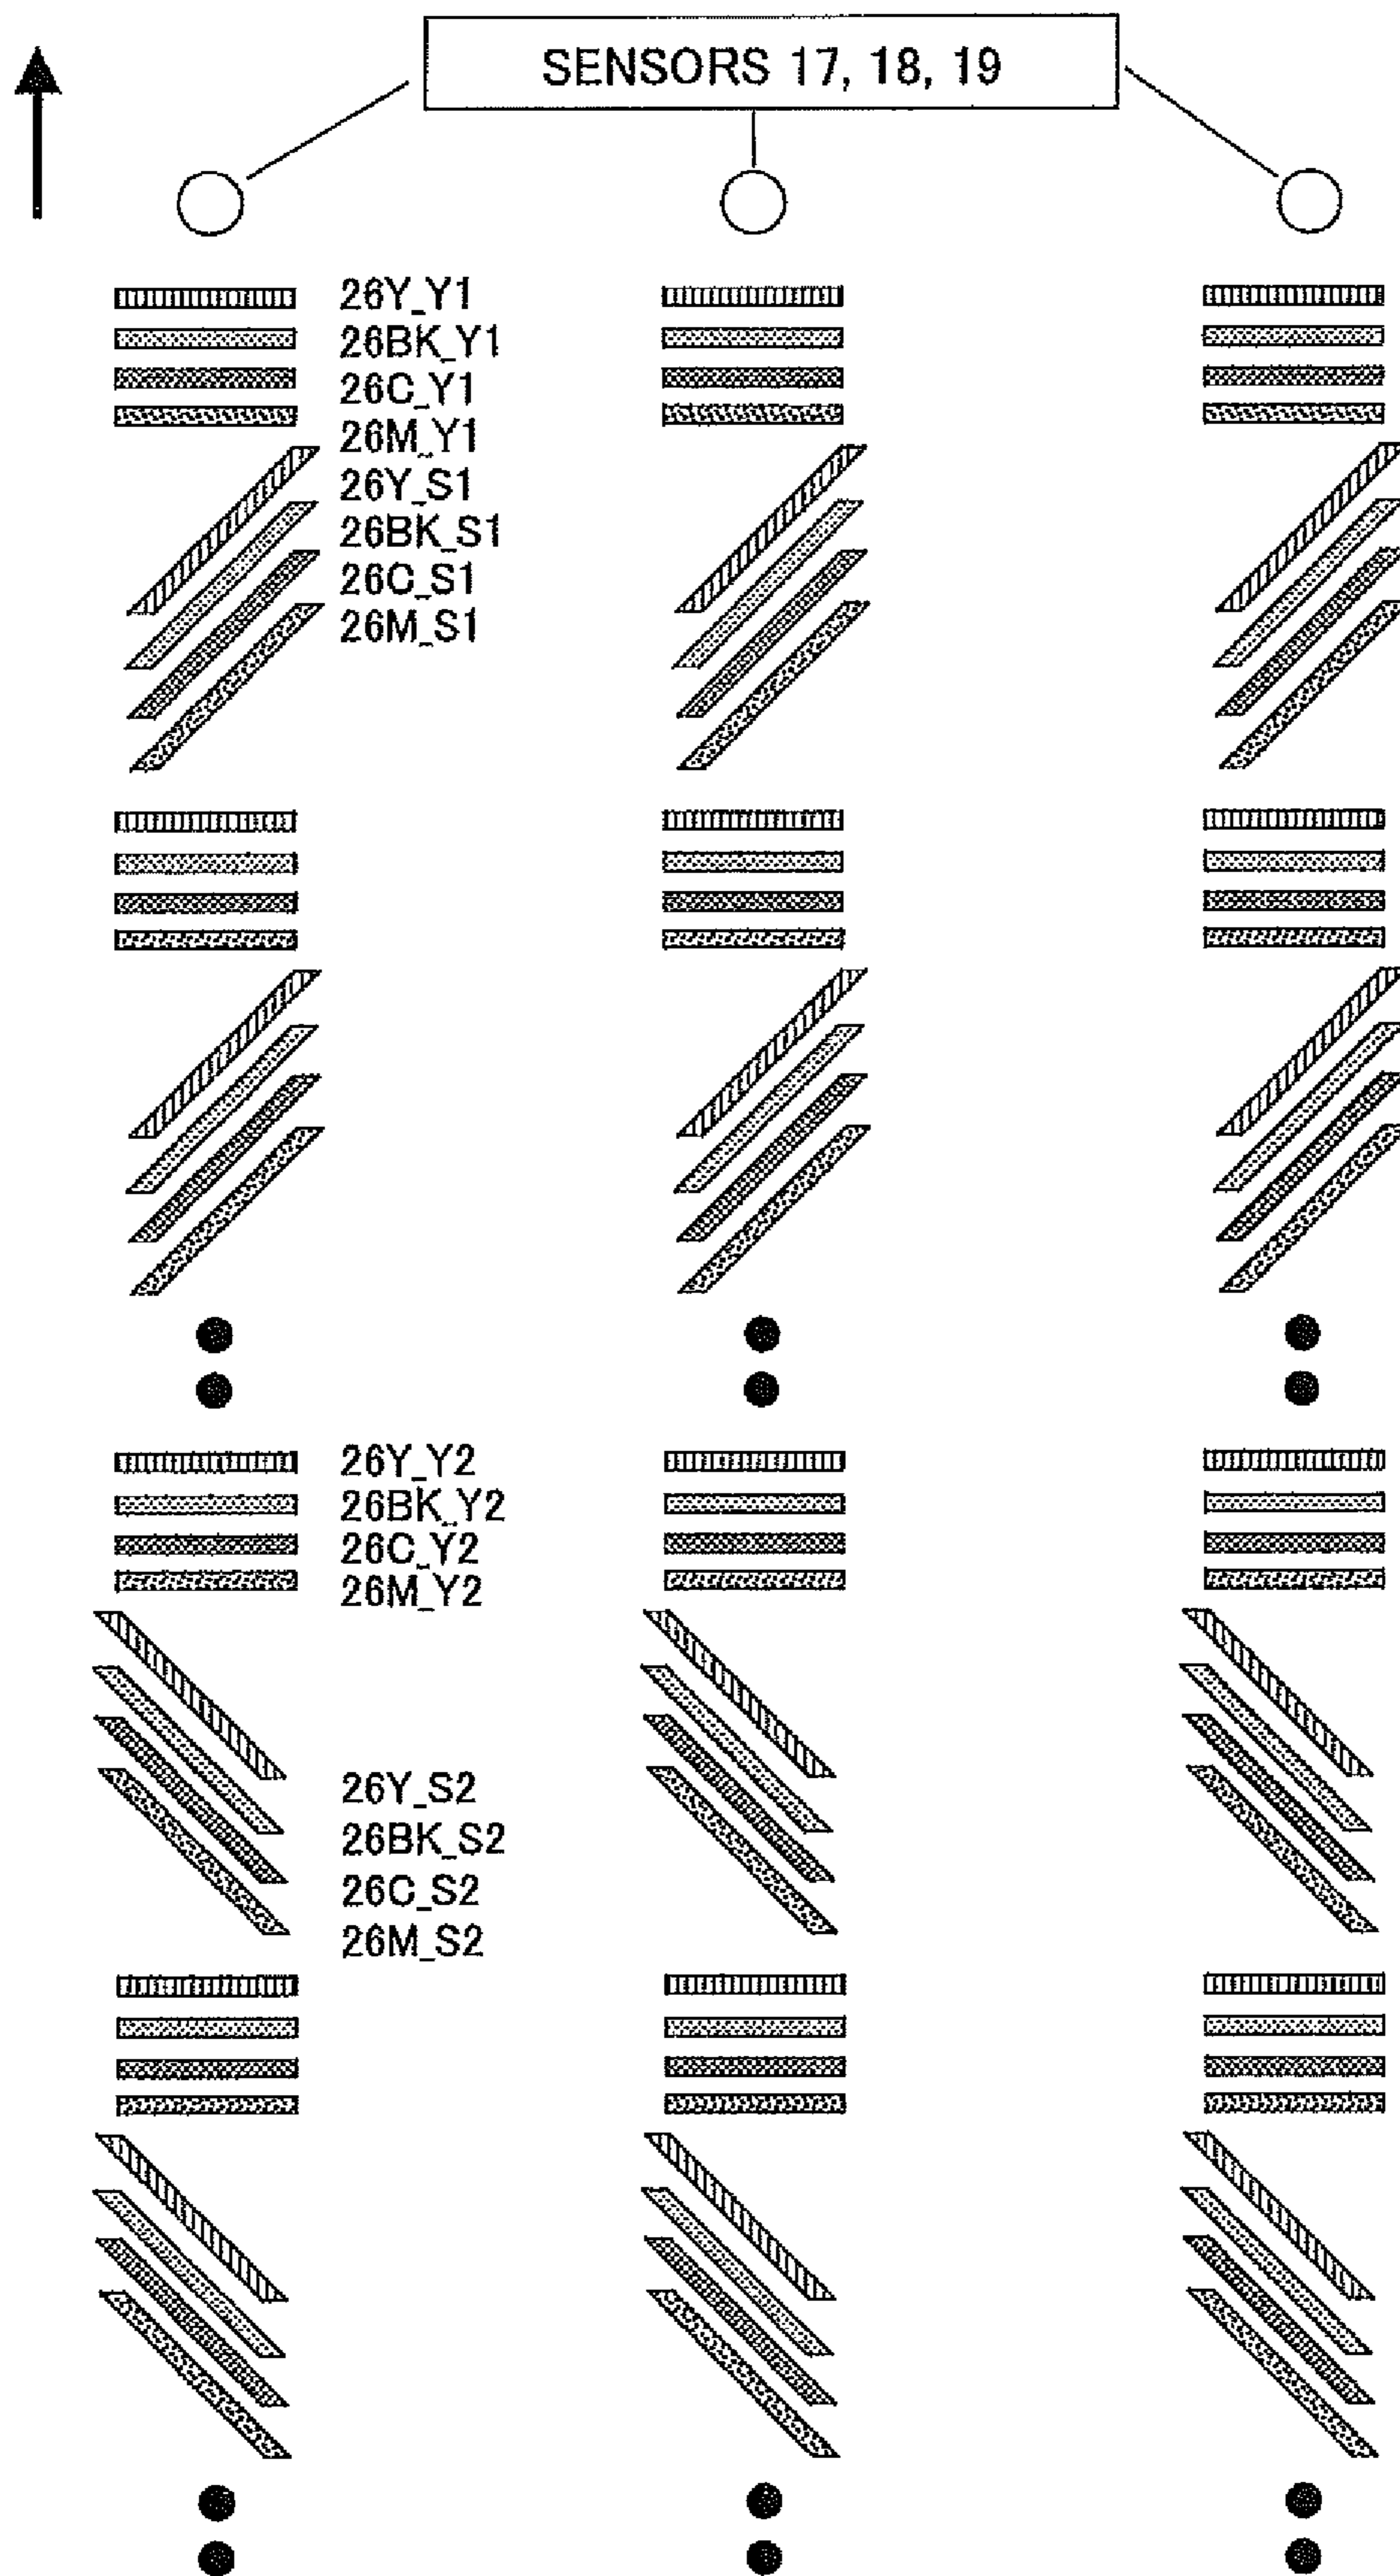 SENSORS 17, 18, 19
26Y_Y1
26BK_Y1
26C_Y1
26M_Y1
26Y_S1
26BK_S1
26C_S1
26M_S1
26Y_Y2
26BK_Y2
26C_Y2
26M_Y2
26Y_S2
26BK_S2
26C_S2
26M_S2